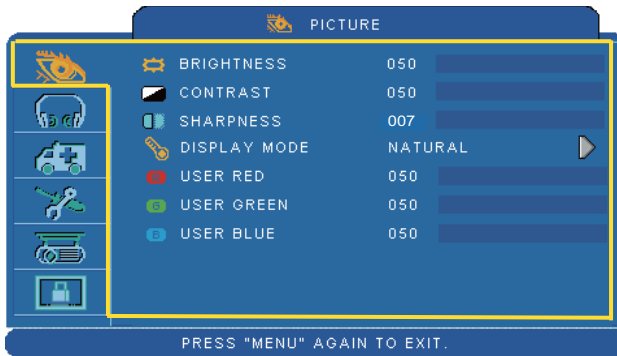 PICTURE
BRIGHTNESS 050
CONTRAST 050
SHARPNESS 007
DISPLAY MODE NATURAL
R USER RED 050
G USER GREEN 050
B USER BLUE 050
PRESS "MENU" AGAIN TO EXIT.